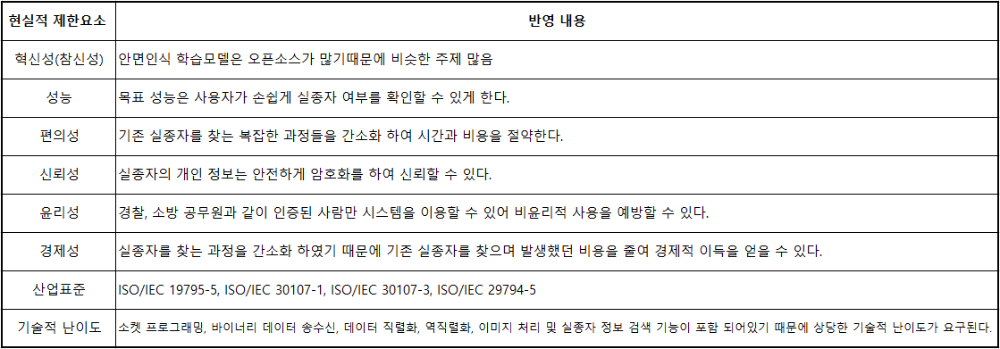 현실적 제한요소 반영 내용
혁신성(참신성) 안면인식 학습모델은 오픈소스가 많기때문에 비슷한 주제 많음
성능 목표 성능은 사용자가 손쉽게 실종자 여부를 확인할 수 있게 한다.
편의성 기존 실종자를 찾는 복잡한 과정들을 간소화 하여 시간과 비용을 절약한다.
신뢰성 실종자의 개인 정보는 안전하게 암호화를 하여 신뢰할 수 있다.
윤리성 경찰, 소방 공무원과 같이 인증된 사람만 시스템을 이용할 수 있어 비윤리적 사용을 예방할 수 있다.
경제성 실종자를 찾는 과정을 간소화 하였기 때문에 기존 실종자를 찾으며 발생했던 비용을 줄여 경제적 이득을 얻을 수 있다.
산업표준 ISO/IEC 19795-5, ISO/IEC 30107-1, ISO/IEC 30107-3, ISO/IEC 29794-5
기술적 난이도 소켓 프로그래밍, 바이너리 데이터 송수신, 데이터 직렬화, 역직렬화, 이미지 처리 및 실종자 정보 검색 기능이 포함 되어있기 때문에 상당한 기술적 난이도가 요구된다.